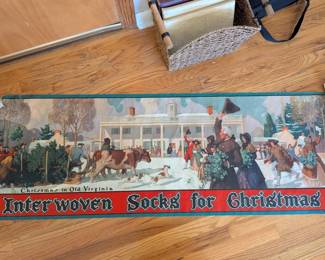 Christmas in Old Virginia
Interwoven Socks for Christmas